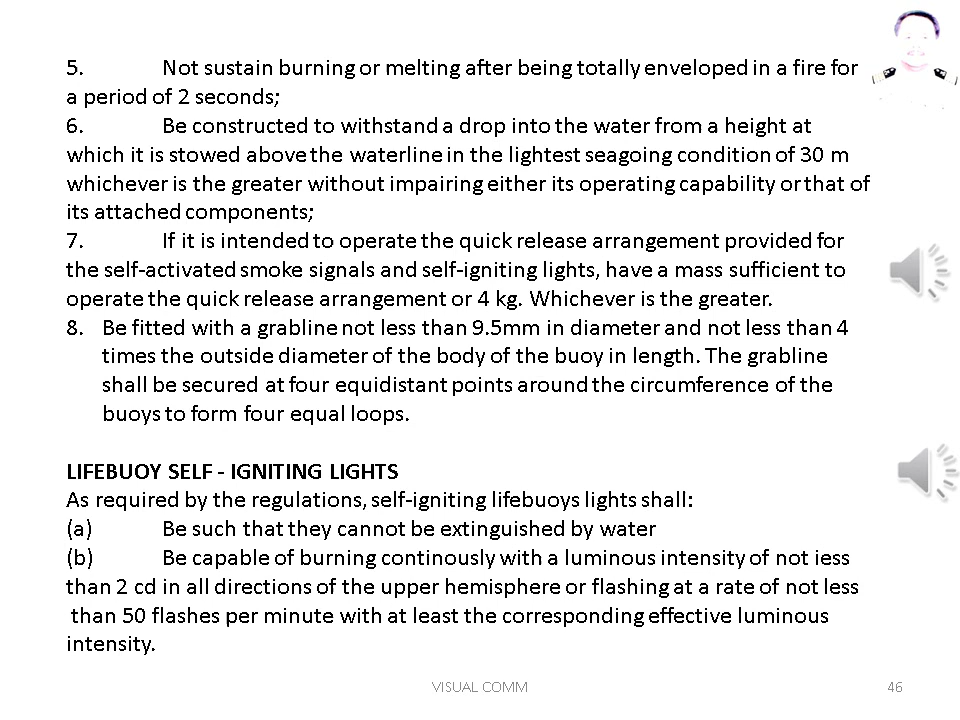 5. Not sustain burning or melting after being totally enveloped in a fire for
a period of 2 seconds;
6. Be constructed to withstand a drop into the water from a height at
which it is stowed above the waterline in the lightest seagoing condition of 30 m
whichever is the greater without impairing either its operating capability or that of
its attached components;
7. If it is intended to operate the quick release arrangement provided for
the self-activated smoke signals and self-igniting lights, have a mass sufficient to
operate the quick release arrangement or 4 kg. Whichever is the greater.
8. Be fitted with a grabline not less than 9.5mm in diameter and not less than 4
times the outside diameter of the body of the buoy in length. The grabline
shall be secured at four equidistant points around the circumference of the
buoys to form four equal loops.
LIFEBUOY SELF - IGNITING LIGHTS
As required by the regulations, self-igniting lifebuoys lights shall:
(a) Be such that they cannot be extinguished by water
(b) Be capable of burning continously with a luminous intensity of not iess
than 2 cd in all directions of the upper hemisphere or flashing at a rate of not less
than 50 flashes per minute with at least the corresponding effective luminous
intensity.
VISUAL COMM
46